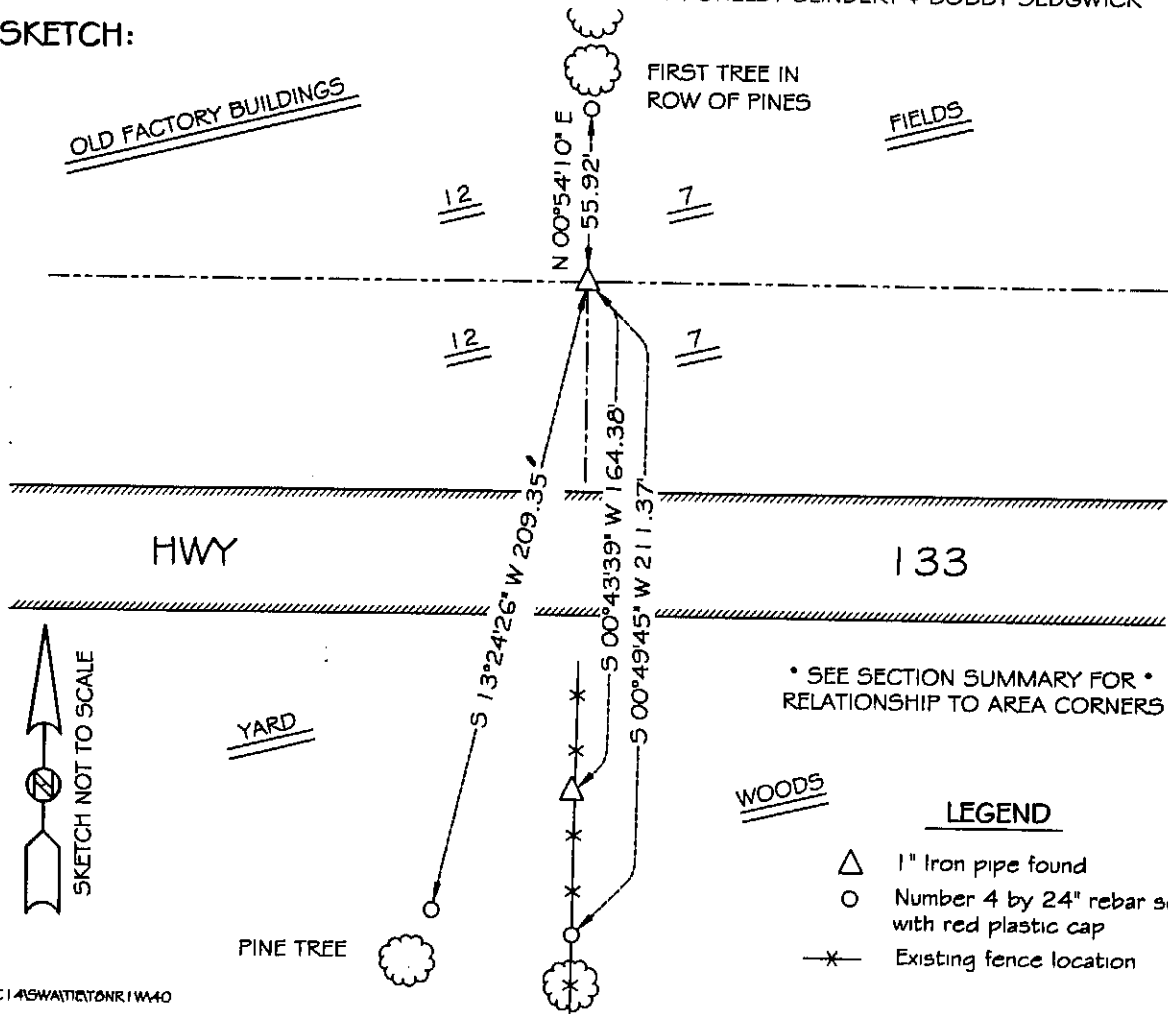 SKETCH:
BOBBY SEDGWICK
FIRST TREE IN
ROW OF PINES
OLD FACTORY BUILDINGS
FIELDS
N 00°54'10" E
55.92'
12
7
12
7
S 13°24'26" W 209.35'
S 00°43'39" W 164.38'
S 00°49'45" W 211.37'
HWY
133
SKETCH NOT TO SCALE
N
* SEE SECTION SUMMARY FOR *
RELATIONSHIP TO AREA CORNERS
YARD
WOODS
LEGEND
1" Iron pipe found
Number 4 by 24" rebar
with red plastic cap
Existing fence location
PINE TREE